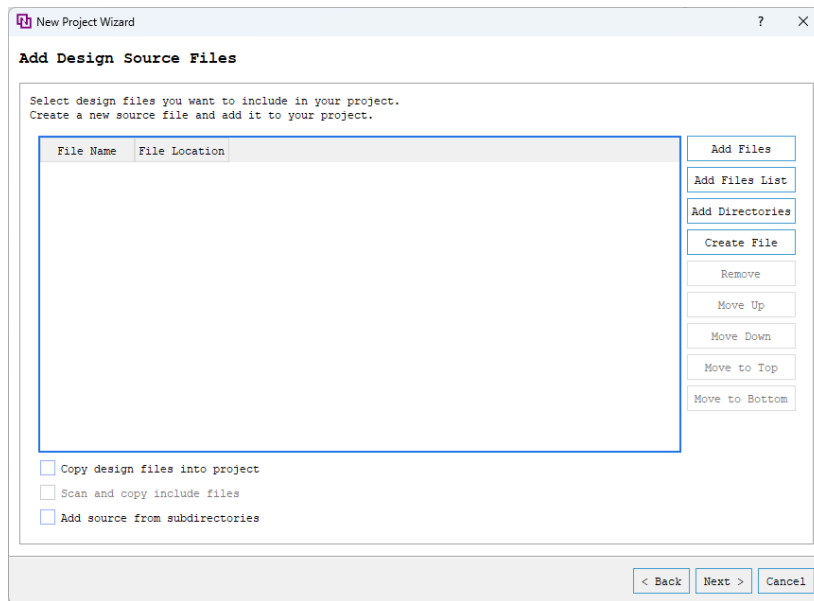 New Project Wizard
?
Add Design Source Files
Select design files you want to include in your project.
Create a new source file and add it to your project.
File Name File Location
Add Files
Add Files List
Add Directories
Create File
Remove
Move Up
Move Down
Move to Top
Move to Bottom
Copy design files into project
Scan and copy include files
Add source from subdirectories
< Back Next > Cancel